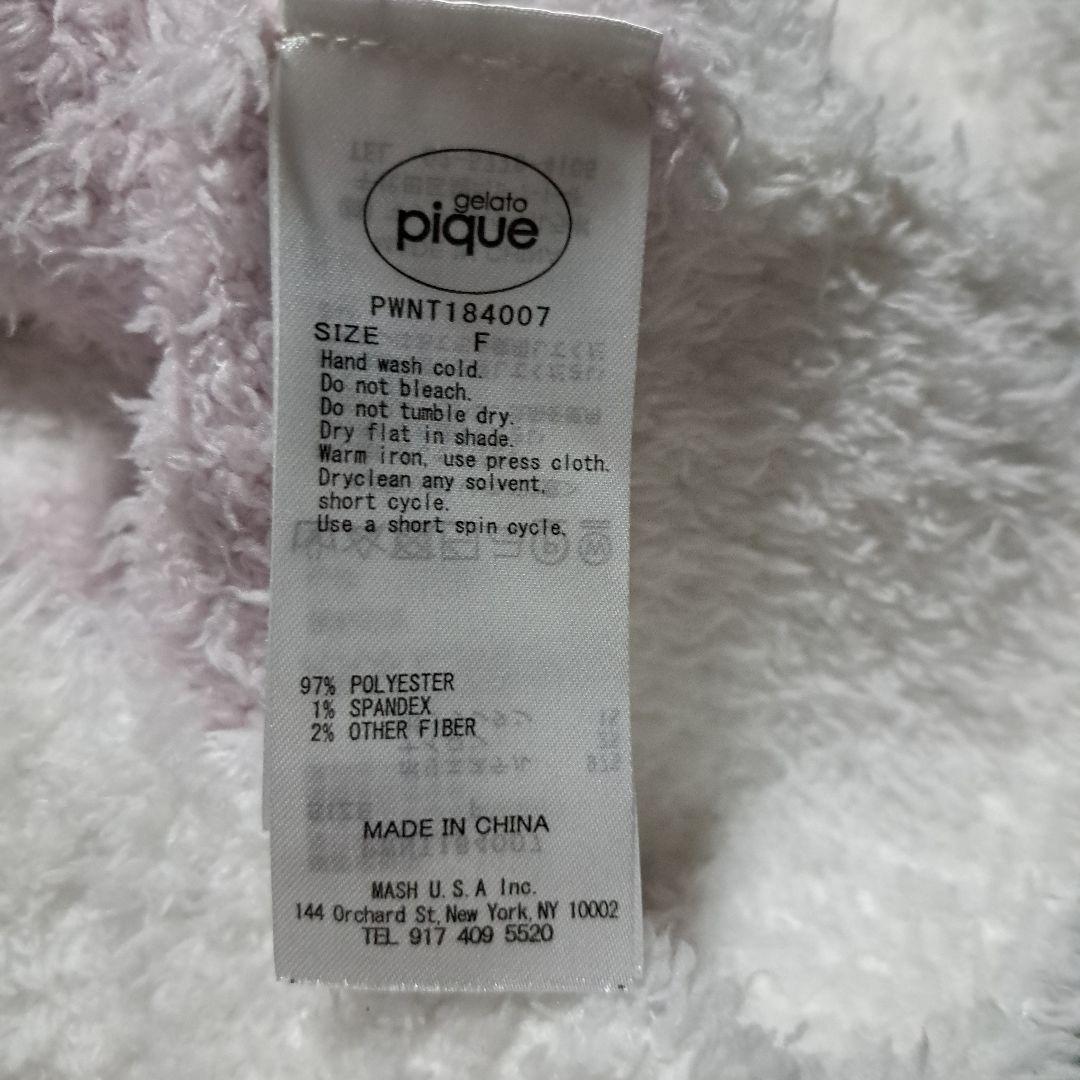 gelato
pique
PWNT184007
SIZE F
Hand wash cold.
Do not bleach.
Do not tumble dry.
Dry flat in shade.
Warm iron, use press cloth.
Dryclean any solvent,
short cycle.
Use a short spin cycle.
97% POLYESTER
1% SPANDEX
2% OTHER FIBER
MADE IN CHINA
MASH U.S.A Inc.
144 Orchard St, New York, NY 10002
TEL 917 409 5520